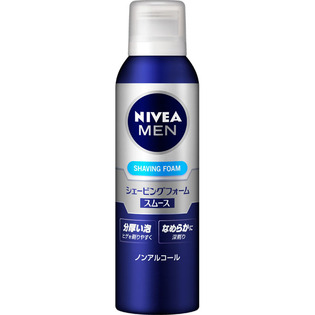 NIVEA
MEN
SHAVING FOAM
シェービングフォーム
スムース
分厚い泡 なめらかに
ヒゲを剃りやすく 深剃り
ノンアルコール